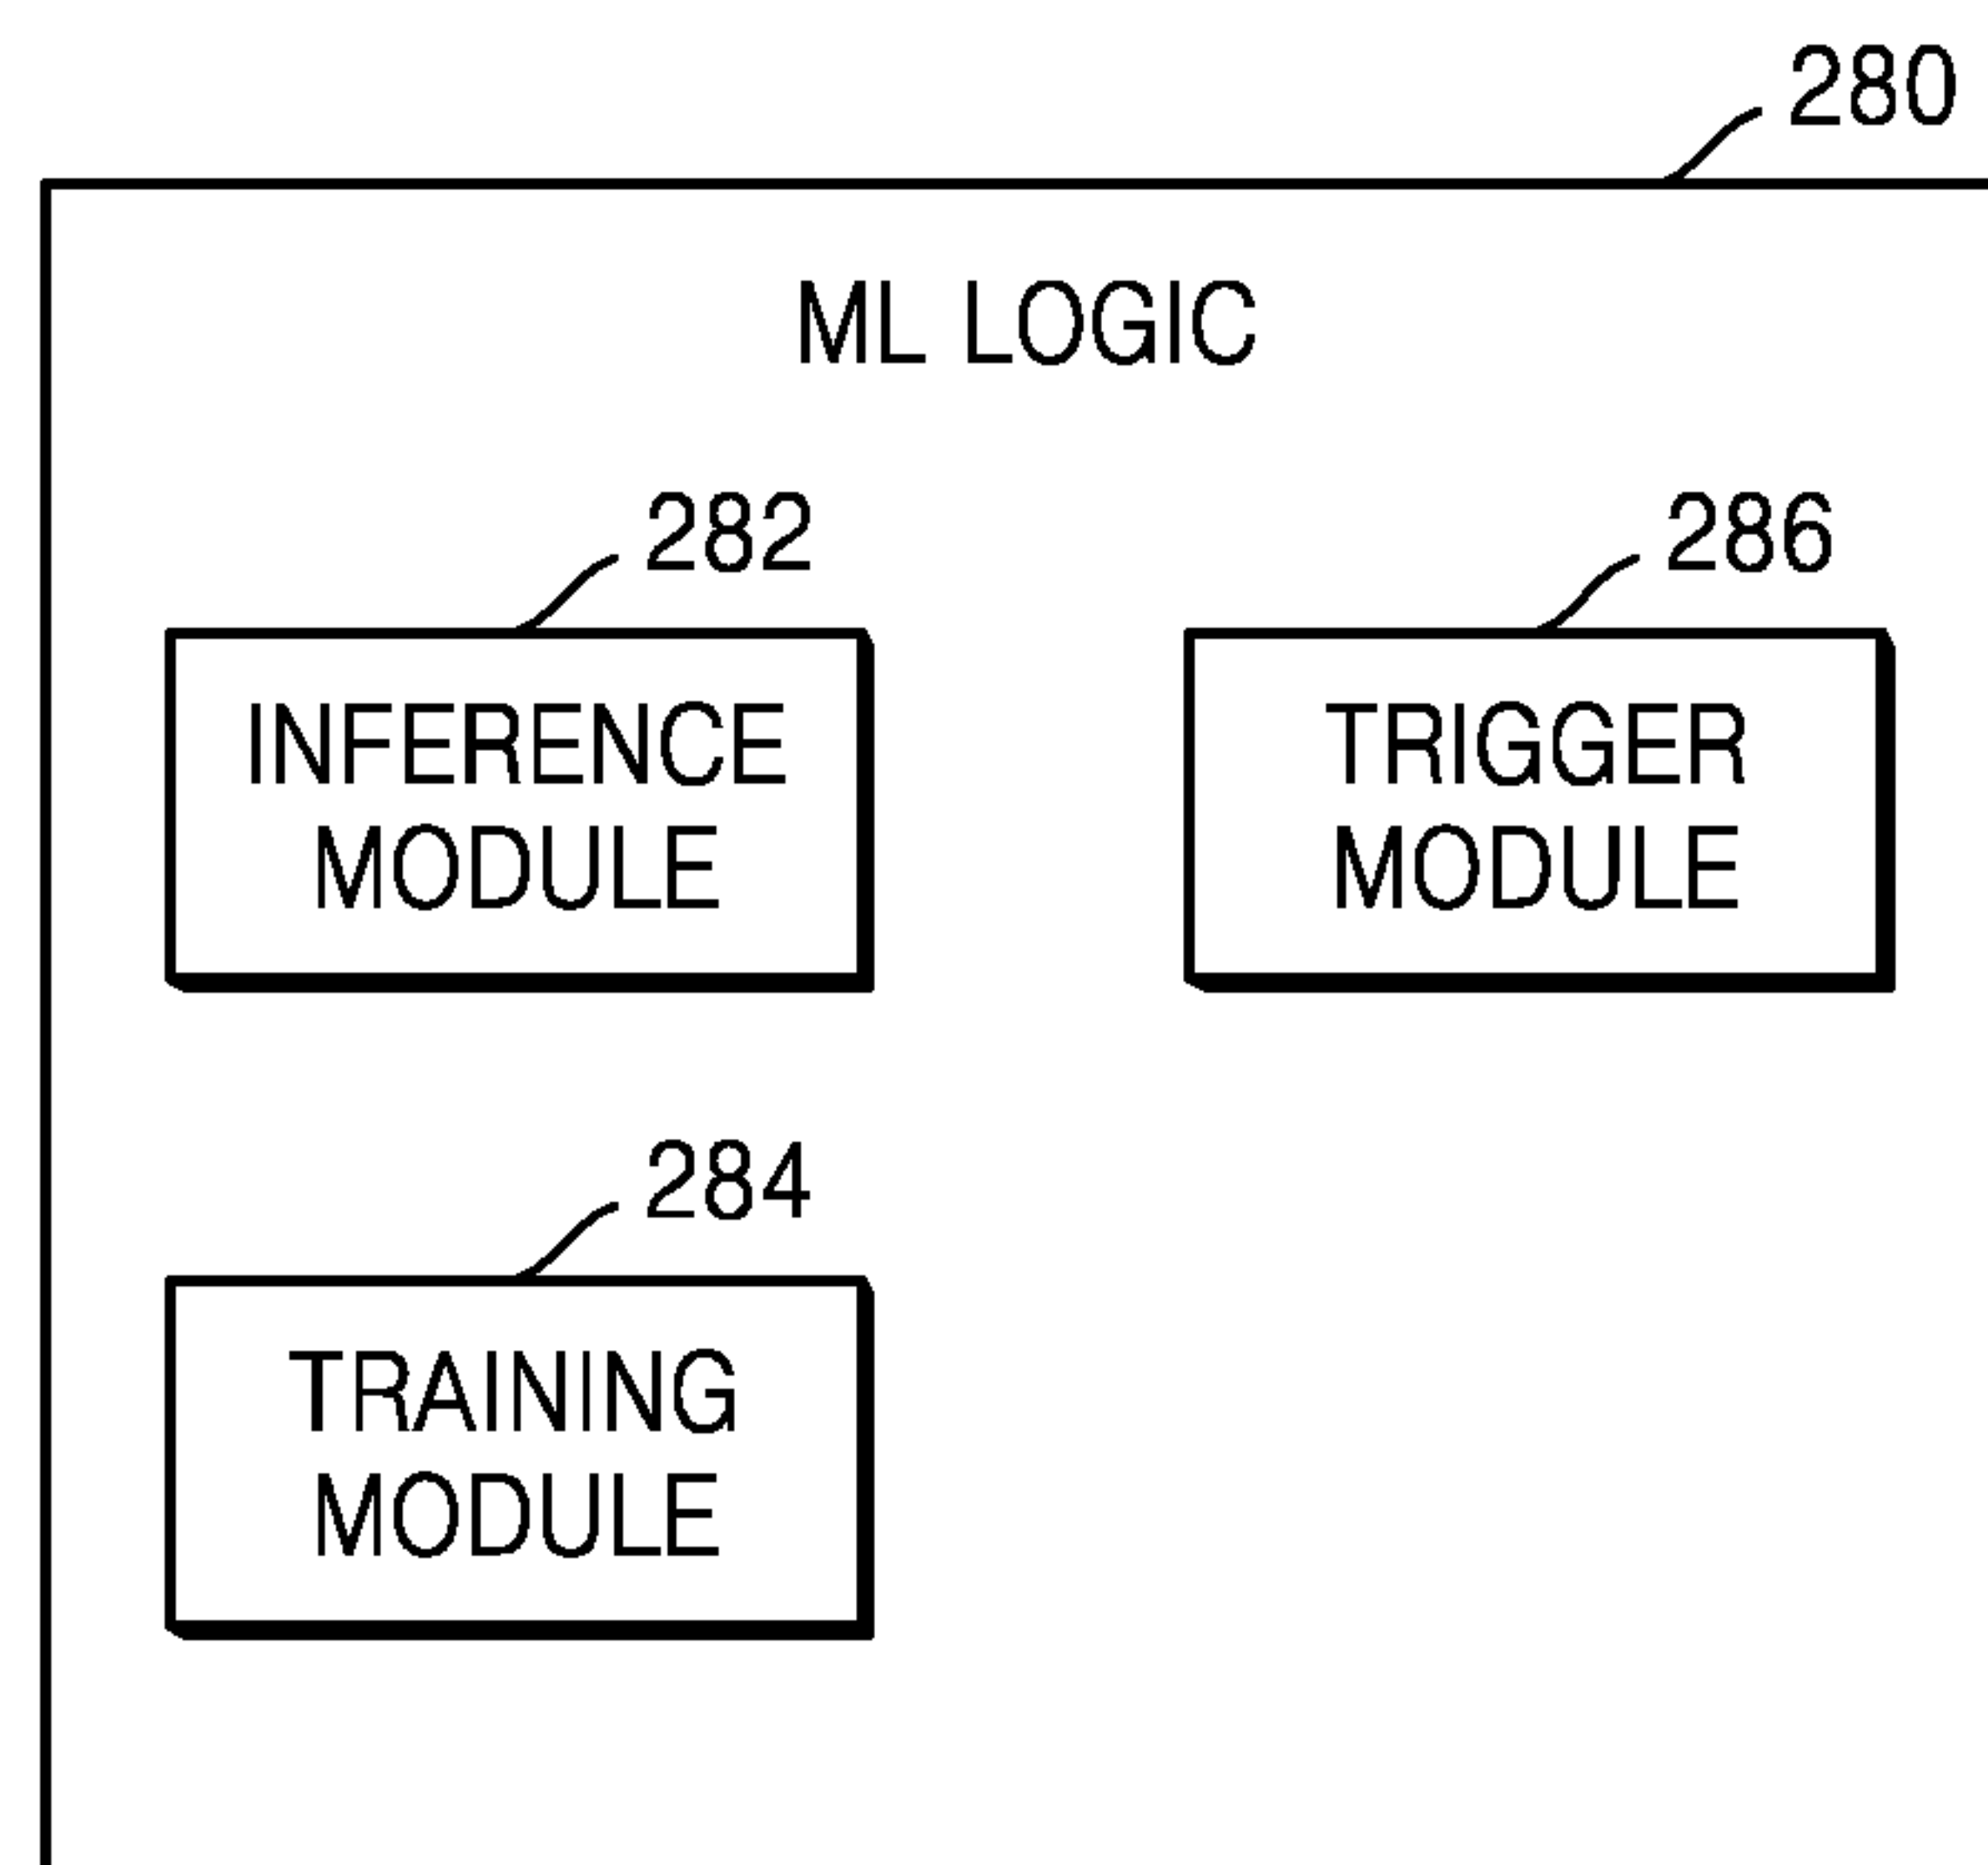 280
ML LOGIC
282
INFERENCE
MODULE
286
TRIGGER
MODULE
284
TRAINING
MODULE